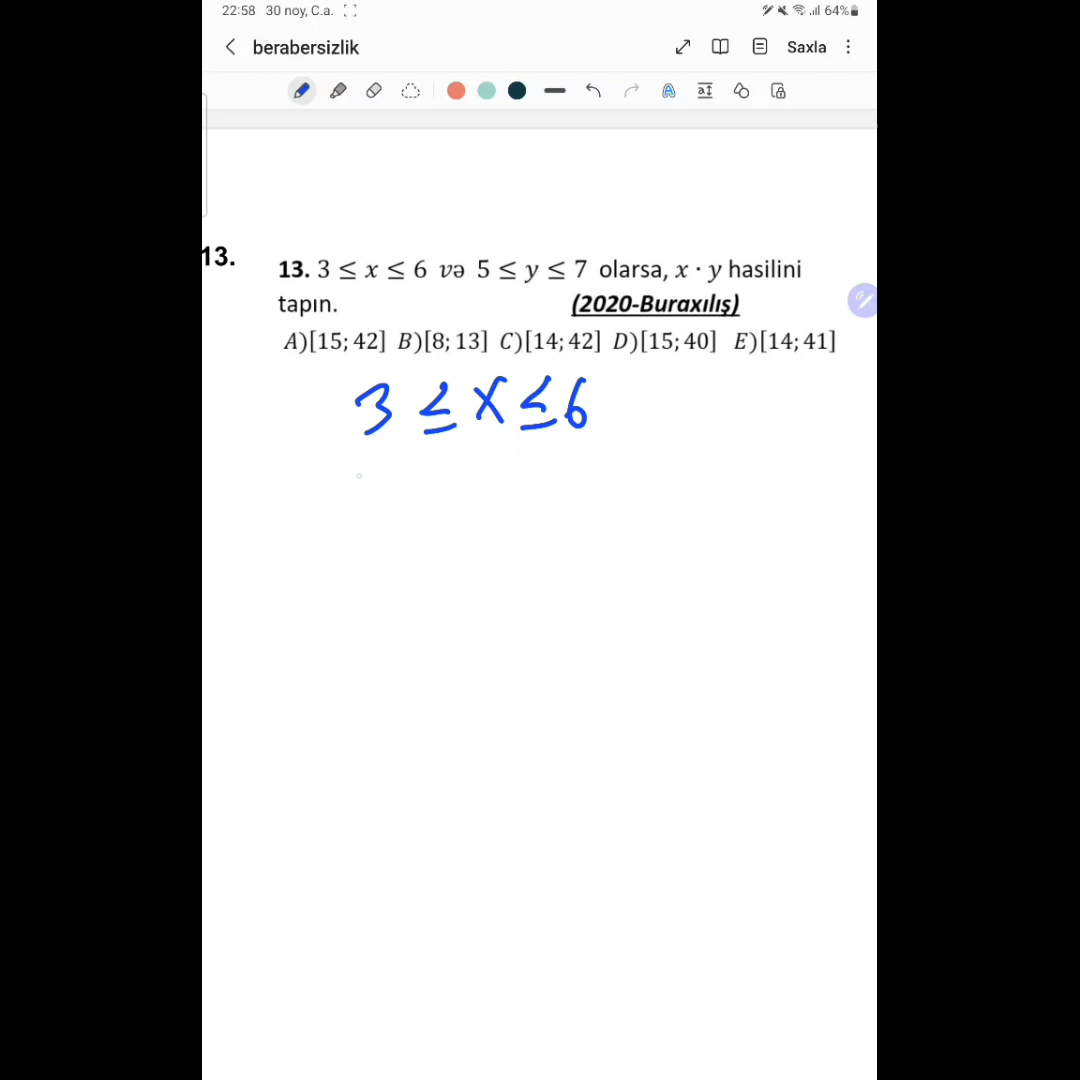 22:58 30 noy, C.a. 64%
berabersizlik Saxla
13.
13. 3 ≤ x ≤ 6 və 5 ≤ y ≤ 7 olarsa, x · y hasilini
tapın. (2020-Buraxılış)
A)[15; 42] B)[8; 13] C)[14; 42] D)[15; 40] E)[14; 41]
3 ≤ x ≤ 6